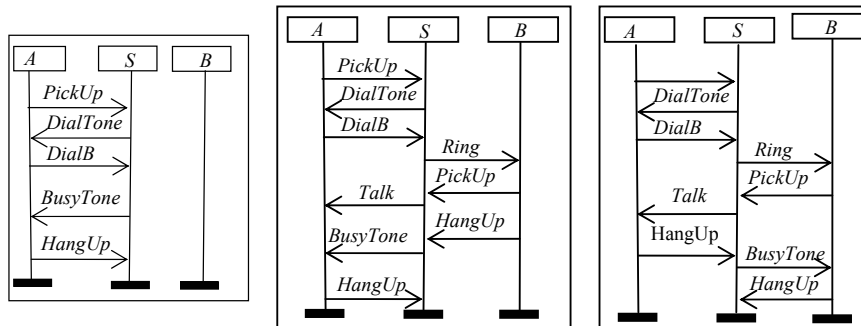 A S B
PickUp
DialTone
DialB
BusyTone
HangUp
A S B
PickUp
DialTone
DialB
Ring
PickUp
Talk
HangUp
BusyTone
HangUp
A S B
DialTone
DialB
Ring
PickUp
Talk
HangUp
BusyTone
HangUp